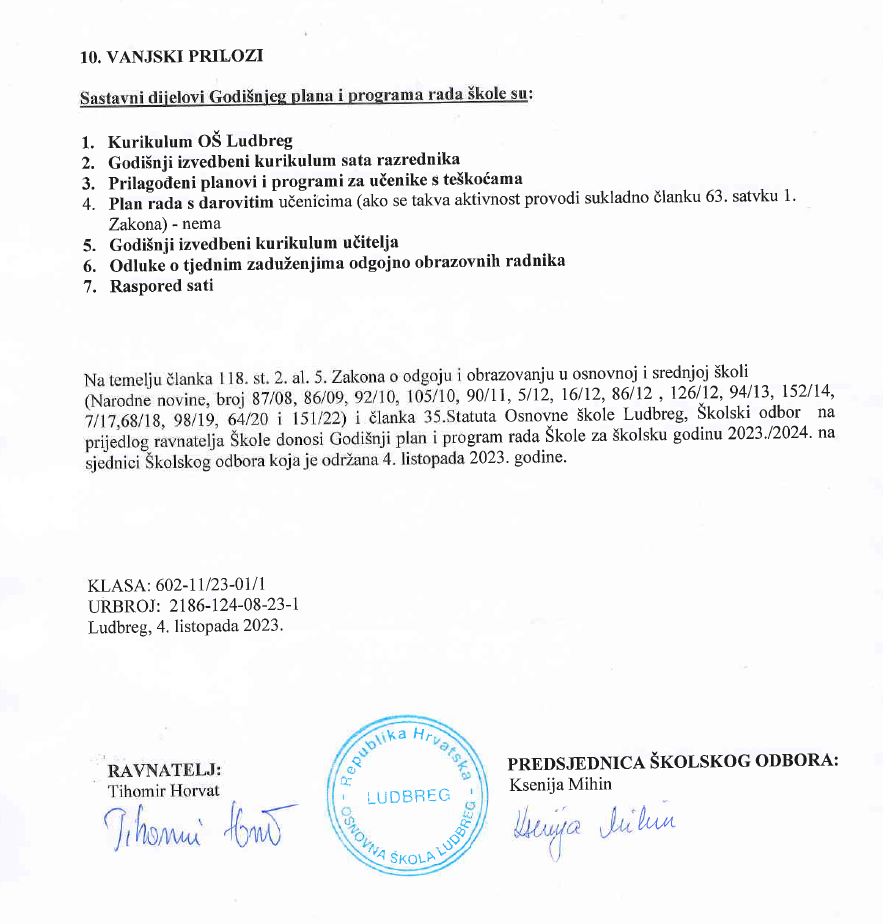 10. VANJSKI PRILOZI
Sastavni dijelovi Godišnjeg plana i programa rada škole su:
1. Kurikulum OŠ Ludbreg
2. Godišnji izvedbeni kurikulum sata razrednika
3. Prilagođeni planovi i programi za učenike s teškoćama
4. Plan rada s darovitim učenicima (ako se takva aktivnost provodi sukladno članku 63. satvku 1.
Zakona) - nema
5. Godišnji izvedbeni kurikulum učitelja
6. Odluke o tjednim zaduženjima odgojno obrazovnih radnika
7. Raspored sati
Na temelju članka 118. st. 2. al. 5. Zakona o odgoju i obrazovanju u osnovnoj i srednjoj školi
(Narodne novine, broj 87/08, 86/09, 92/10, 105/10, 90/11, 5/12, 16/12, 86/12 , 126/12, 94/13, 152/14,
7/17,68/18, 98/19, 64/20 i 151/22) i članka 35.Statuta Osnovne škole Ludbreg, Školski odbor na
prijedlog ravnatelja Škole donosi Godišnji plan i program rada Škole za školsku godinu 2023./2024. na
sjednici Školskog odbora koja je održana 4. listopada 2023. godine.
KLASA: 602-11/23-01/1
URBROJ: 2186-124-08-23-1
Ludbreg, 4. listopada 2023.
RAVNATELJ:
Tihomir Horvat
Republika Hrvatska
LUDBREG
- OSNOVNA ŠKOLA LUDBREG -
PREDSJEDNICA ŠKOLSKOG ODBORA:
Ksenija Mihin
Ksenija Mihin